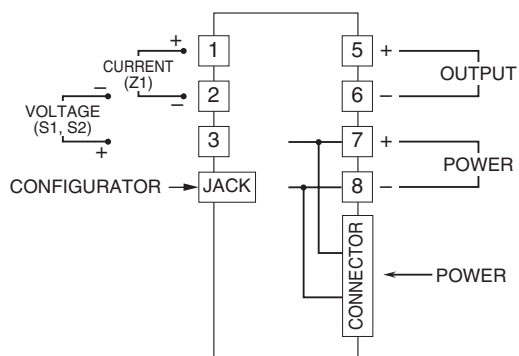 +
1
5
+
CURRENT
(Z1)
OUTPUT
–
–
2
6
–
VOLTAGE
(S1, S2)
+
3
7
+
POWER
CONFIGURATOR
JACK
8
–
CONNECTOR
POWER